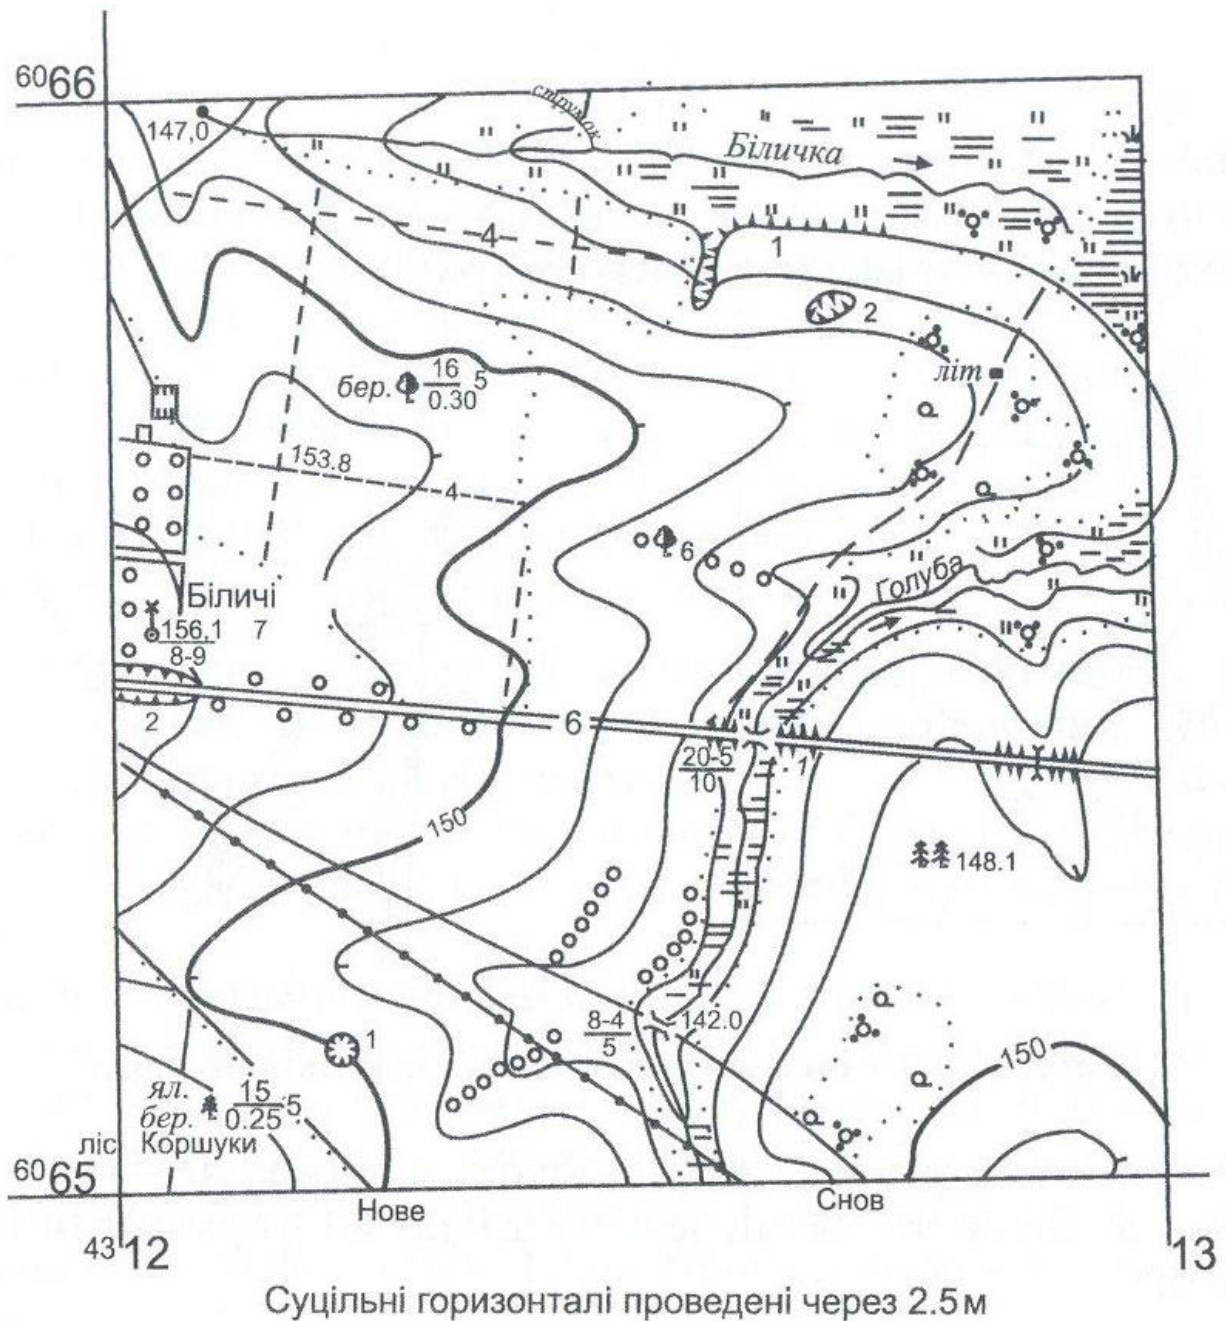 6066
147,0
струмок
Біличка
4
1
2
літ
бер. 16/0.30 5
153.8
4
6
Голуба
Біличі
7
156,1/8-9
2
6
20-5/10
1
150
148.1
8-4/5
142.0
1
150
ял.
бер. 15/0.25 5
ліс Коршуки
6065
Нове
Снов
4312
13
Суцільні горизонталі проведені через 2.5м